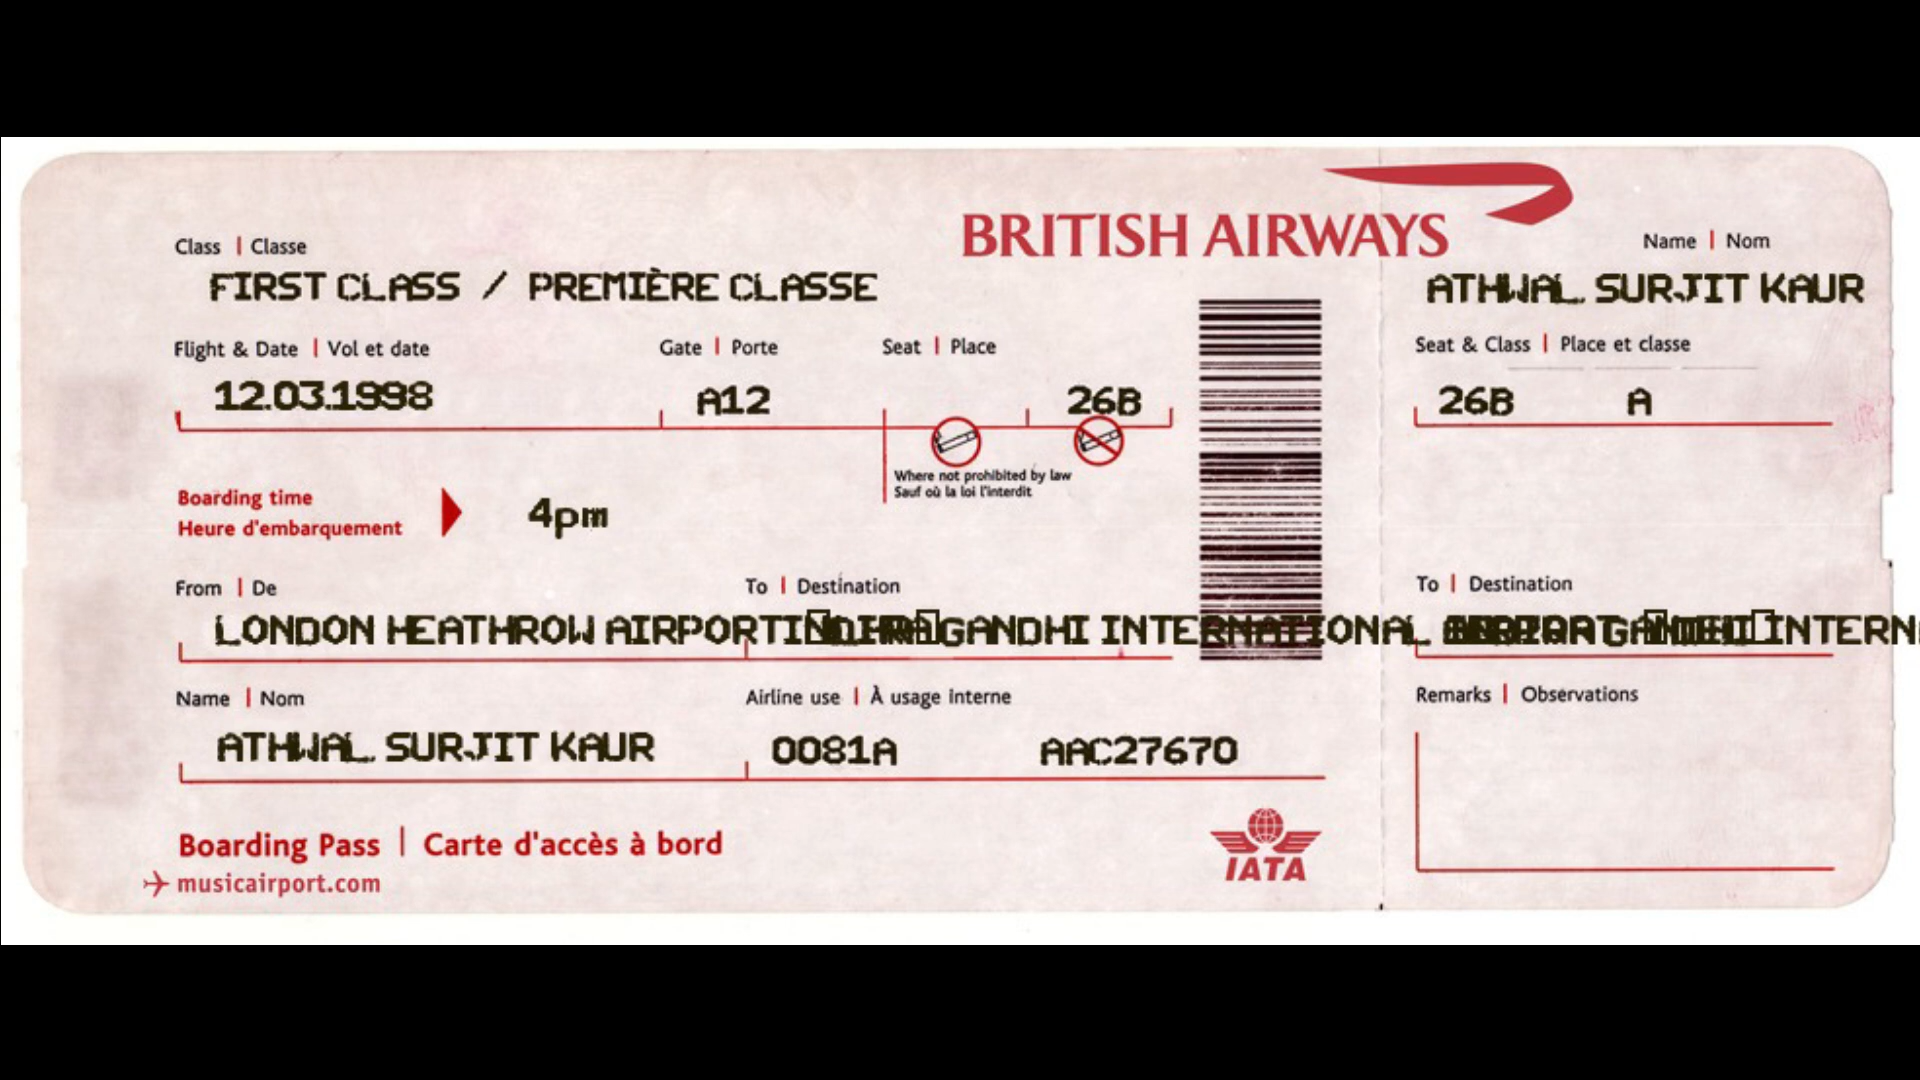 BRITISH AIRWAYS
Class | Classe
FIRST CLASS / PREMIÈRE CLASSE
Name | Nom
ATHWAL SURJIT KAUR
Flight & Date | Vol et date
Gate | Porte
Seat | Place
Seat & Class | Place et classe
12.03.1998
A12
26B
26B A
Where not prohibited by law
Sauf où la loi l'interdit
Boarding time
Heure d'embarquement
4pm
From | De
To | Destination
To | Destination
LONDON HEATHROW AIRPORT
GANDHI INTERNATIONAL
Name | Nom
Airline use | À usage interne
Remarks | Observations
ATHWAL SURJIT KAUR
0081A AAC27670
Boarding Pass | Carte d'accès à bord
musicairport.com
IATA